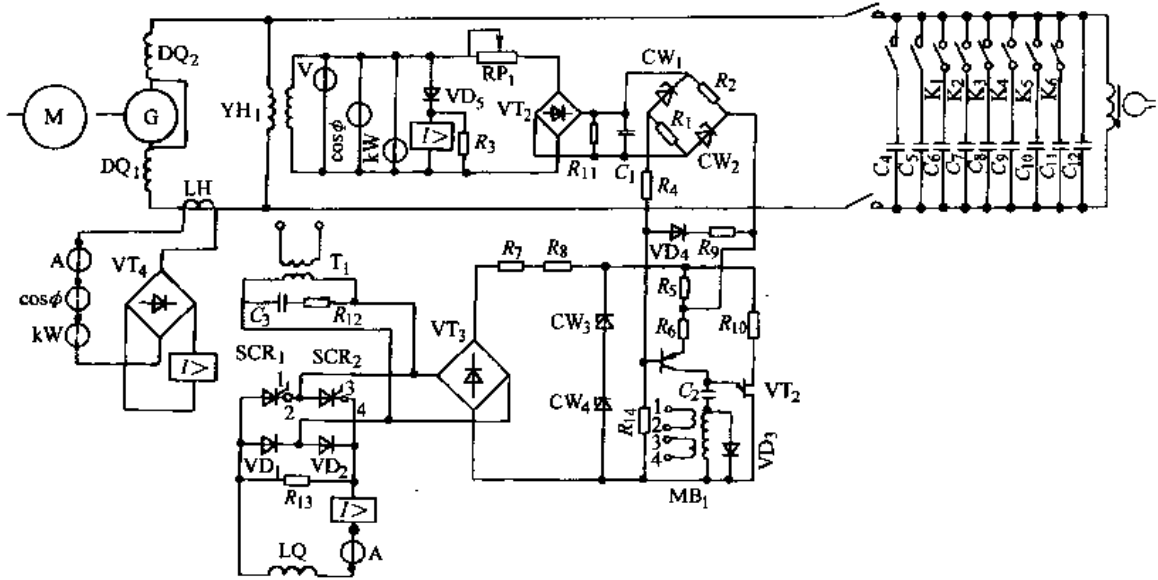 M
G
DQ₂
DQ₁
LH
YH₁
V
cosφ
kW
VD₅
I>
R₃
RP₁
VT₂
R₁₁
C₁
CW₁
R₂
R₁
CW₂
R₄
K₁
K₂
K₃
K₄
K₅
K₆
C₄
C₅
C₆
C₇
C₈
C₉
C₁₀
C₁₁
C₁₂
A
cosφ
kW
VT₄
I>
T₁
C₃
R₁₂
SCR₁
SCR₂
1
2
3
4
VD₁
VD₂
R₁₃
I>
LQ
A
VT₃
R₇
R₈
CW₃
CW₄
VD₄
R₉
R₅
R₆
R₁₀
R₁₄
C₂
VT₂
1
2
3
4
VD₃
MB₁